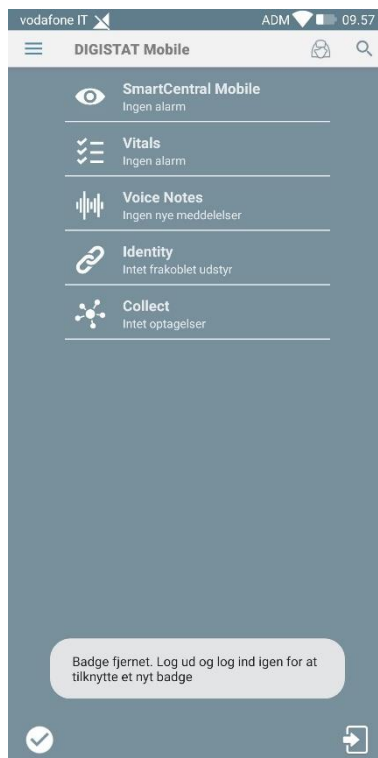 vodafone IT ADM 09.57
DIGISTAT Mobile
SmartCentral Mobile
Ingen alarm
Vitals
Ingen alarm
Voice Notes
Ingen nye meddelelser
Identity
Intet frakoblet udstyr
Collect
Intet optagelser
Badge fjernet. Log ud og log ind igen for at
tilknytte et nyt badge